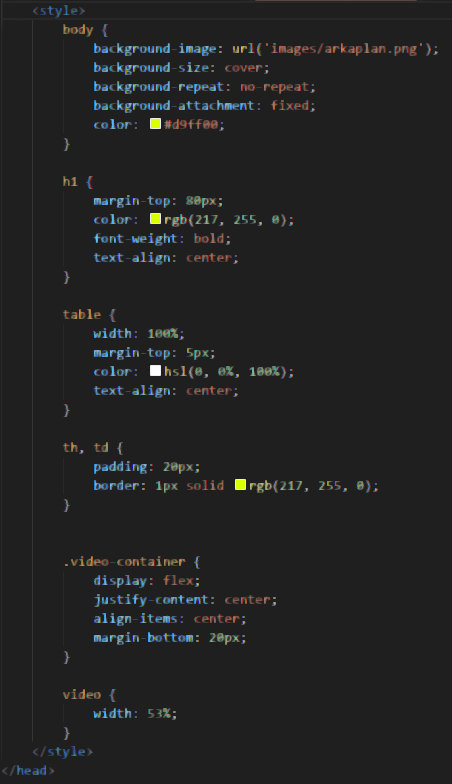 <style>
body {
background-image: url('images/arkaplan.png');
background-size: cover;
background-repeat: no-repeat;
background-attachment: fixed;
color: #d9ff00;
}
h1 {
margin-top: 80px;
color: rgb(217, 255, 0);
font-weight: bold;
text-align: center;
}
table {
width: 100%;
margin-top: 5px;
color: hsl(0, 0%, 100%);
text-align: center;
}
th, td {
padding: 20px;
border: 1px solid rgb(217, 255, 0);
}
.video-container {
display: flex;
justify-content: center;
align-items: center;
margin-bottom: 20px;
}
video {
width: 53%;
}
</style>
</head>